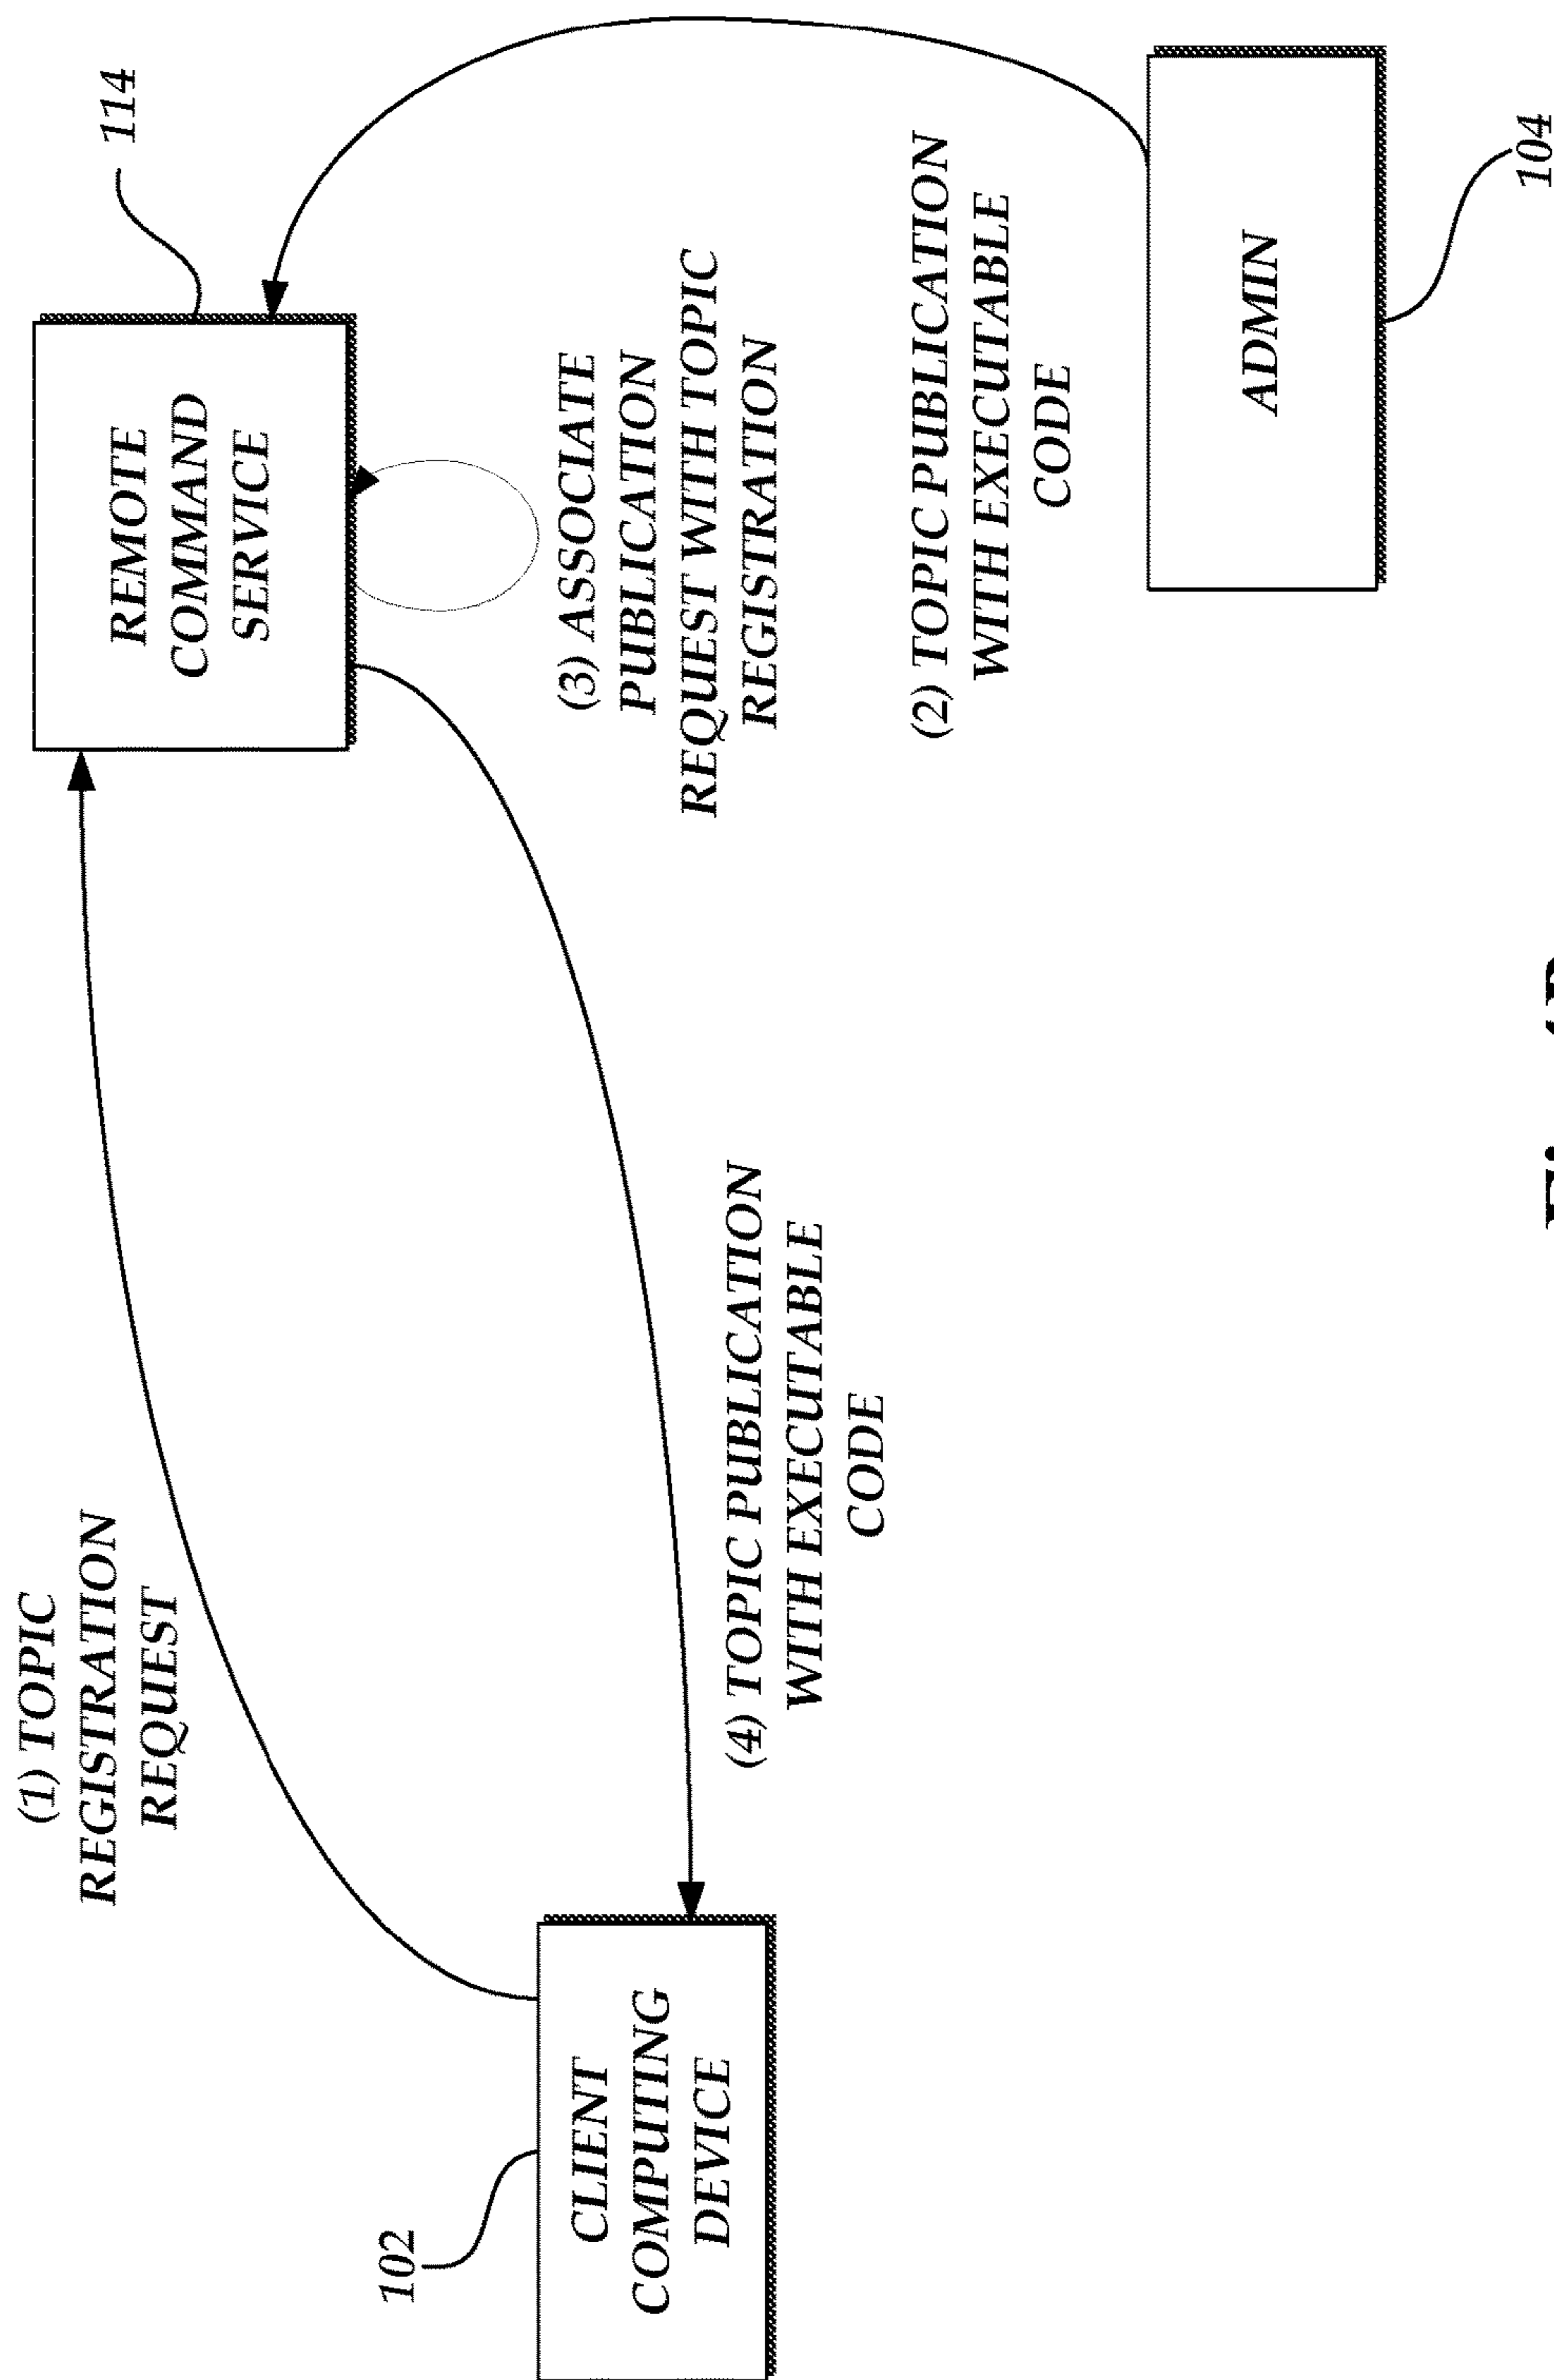 (1) TOPIC
REGISTRATION
REQUEST
114
REMOTE
COMMAND
SERVICE
102
CLIENT
COMPUTING
DEVICE
(3) ASSOCIATE
PUBLICATION
REQUEST WITH TOPIC
REGISTRATION
(4) TOPIC PUBLICATION
WITH EXECUTABLE
CODE
(2) TOPIC PUBLICATION
WITH EXECUTABLE
CODE
ADMIN
104